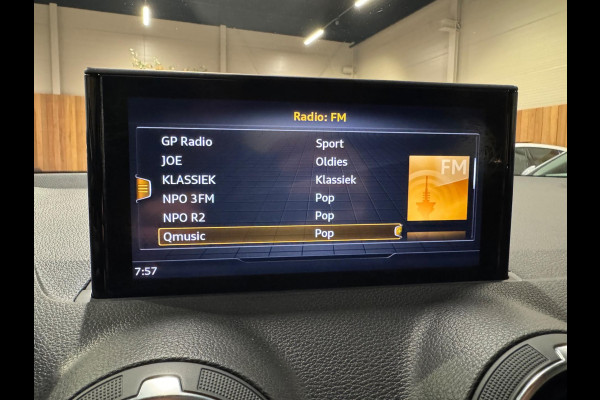 Radio: FM
GP Radio Sport
JOE Oldies
KLASSIEK Klassiek
NPO 3FM Pop
NPO R2 Pop
Qmusic Pop
FM
7:57